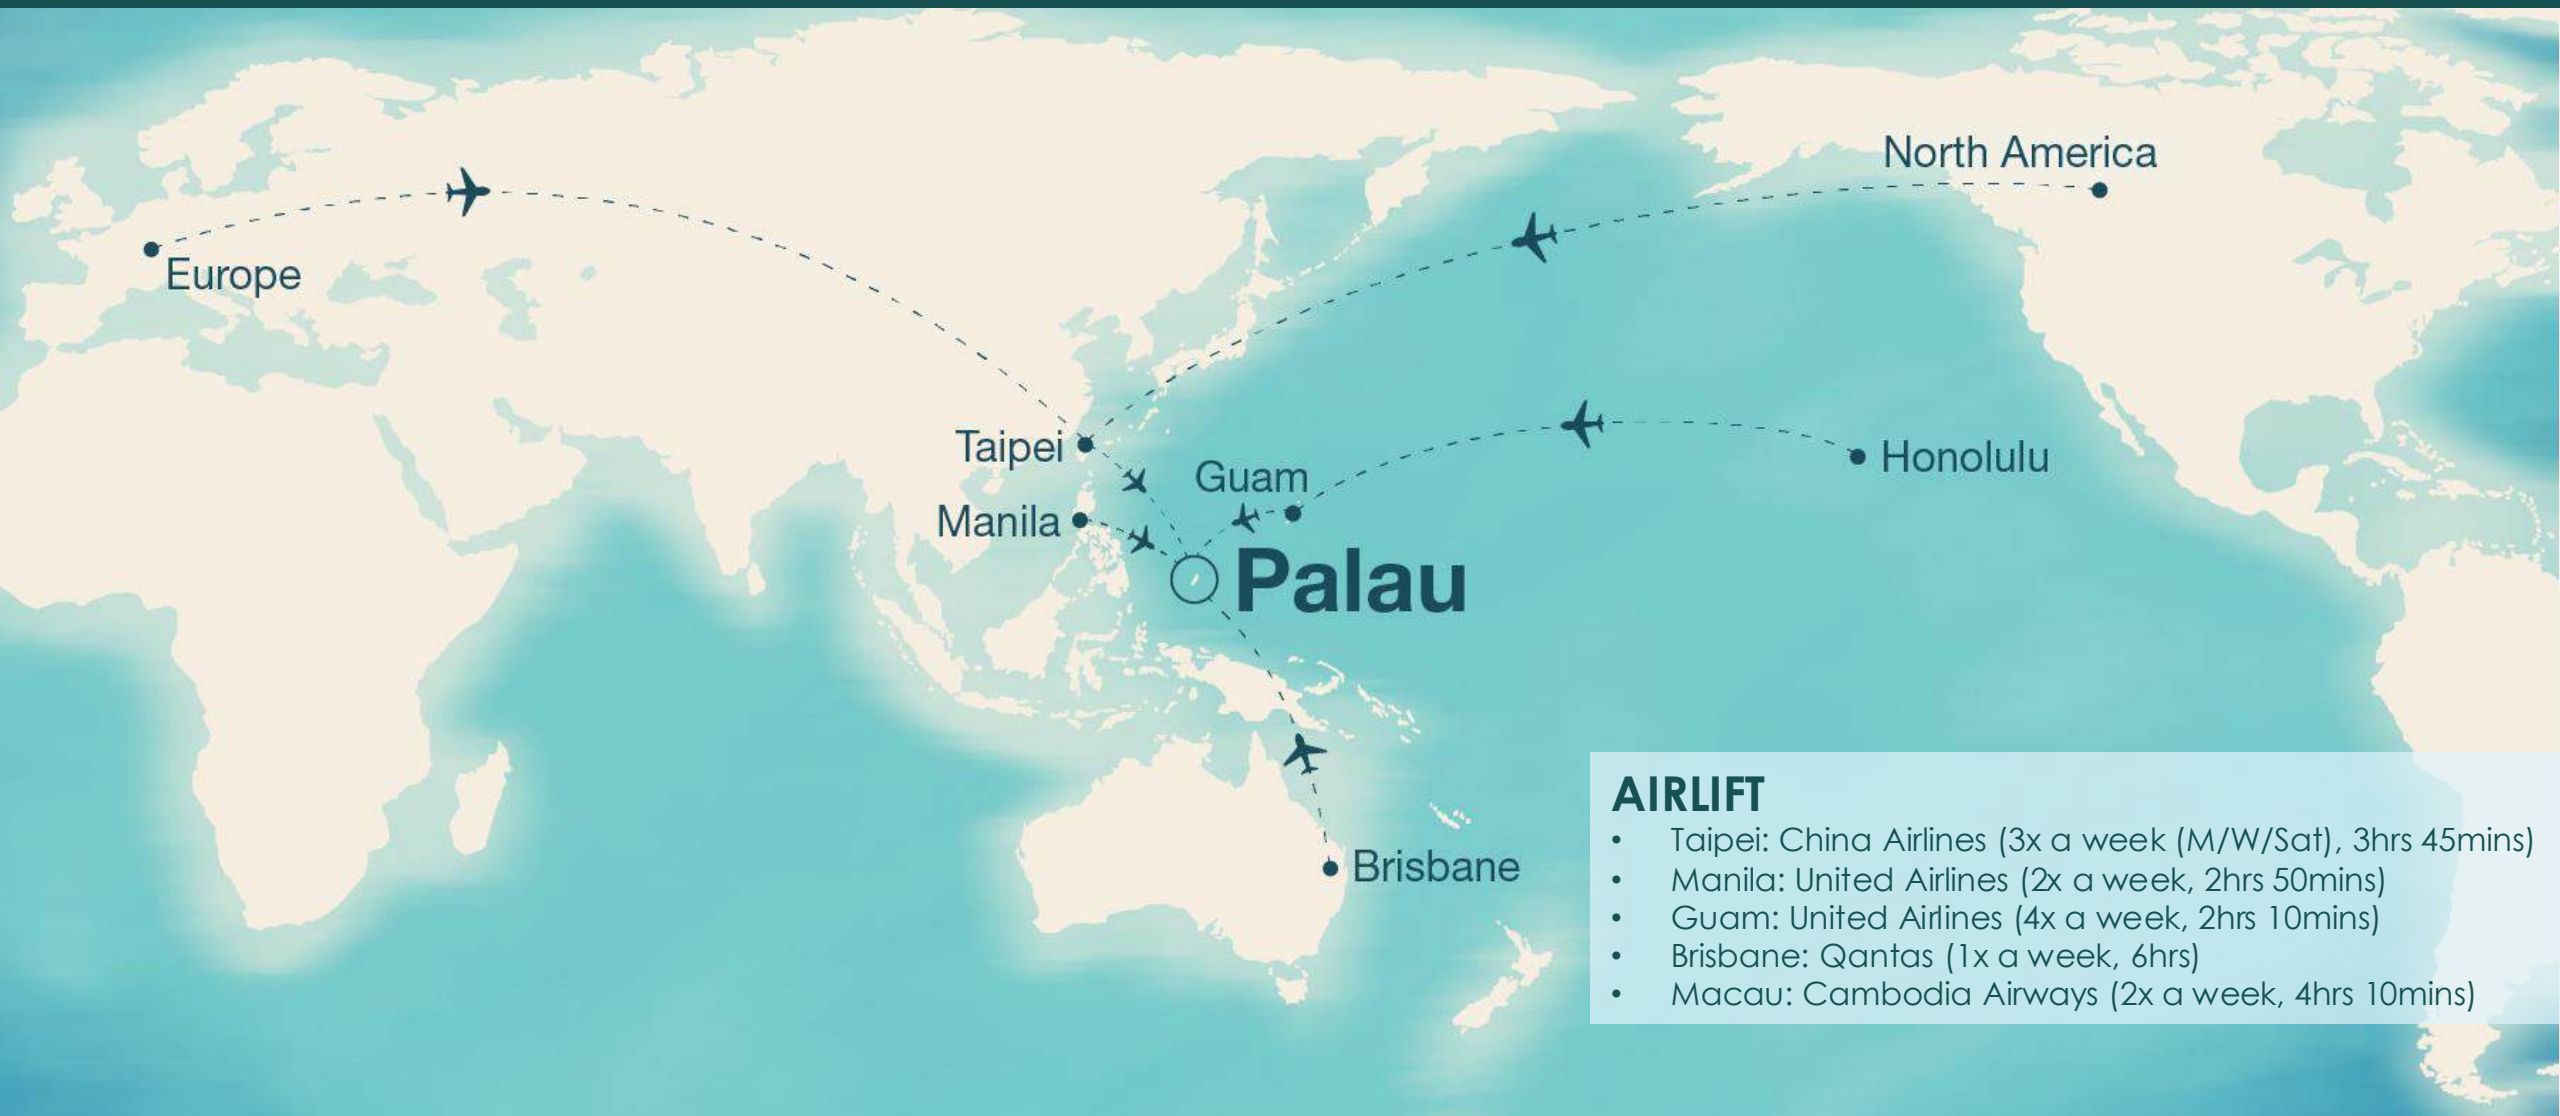 North America
Europe
Taipei
Honolulu
Guam
Manila
Palau
Brisbane
AIRLIFT
• Taipei: China Airlines (3x a week (M/W/Sat), 3hrs 45mins)
• Manila: United Airlines (2x a week, 2hrs 50mins)
• Guam: United Airlines (4x a week, 2hrs 10mins)
• Brisbane: Qantas (1x a week, 6hrs)
• Macau: Cambodia Airways (2x a week, 4hrs 10mins)